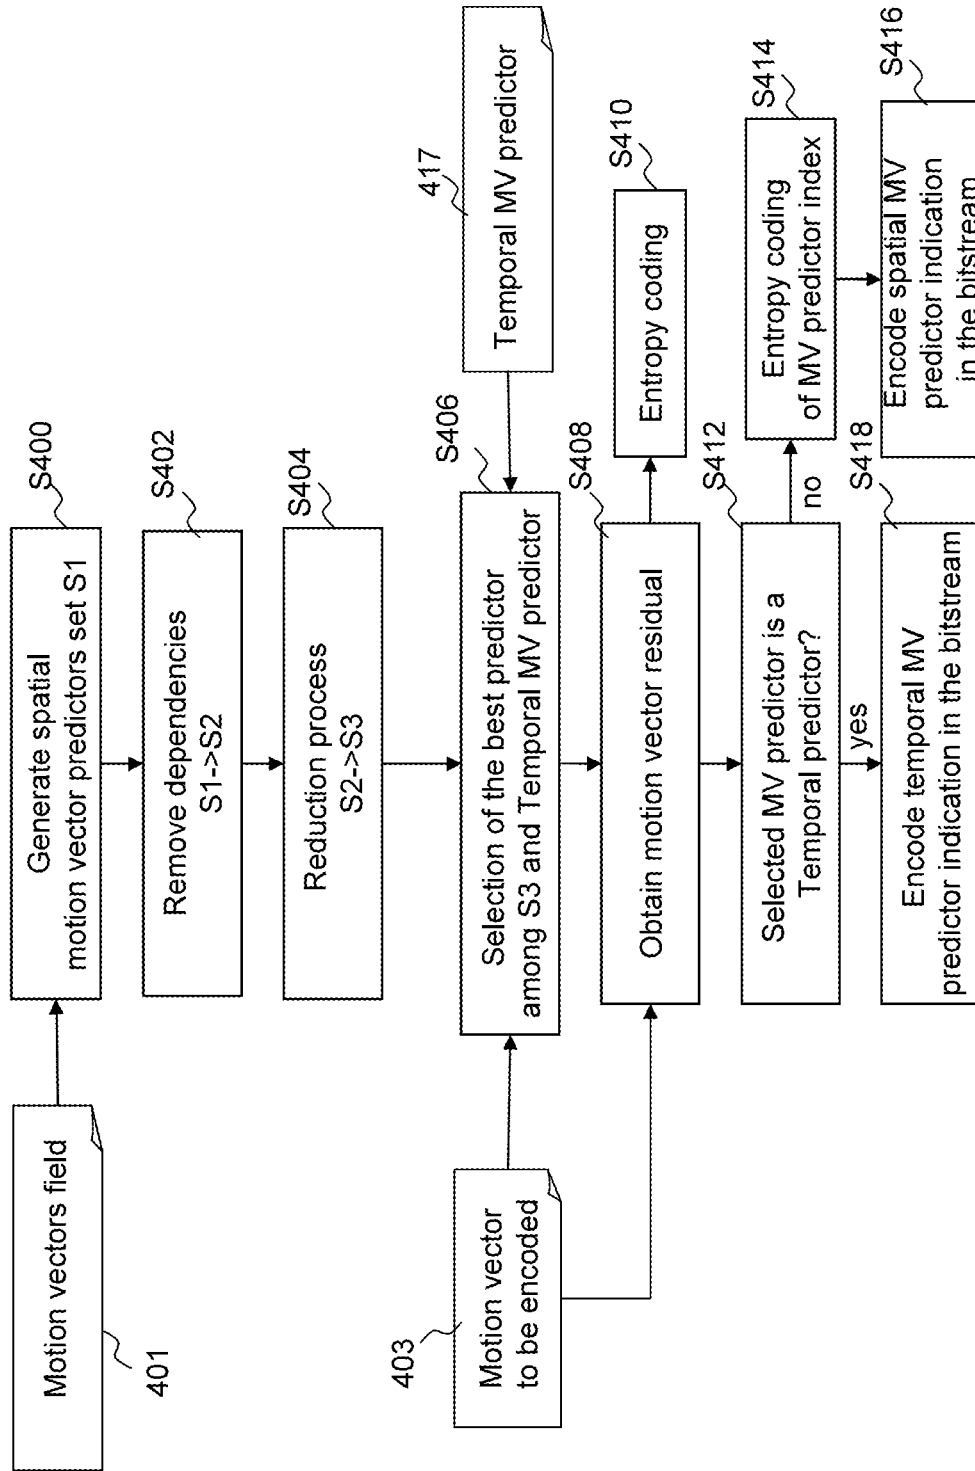 Motion vectors field
401
Generate spatial
motion vector predictors set S1
S400
Remove dependencies
S1->S2
S402
Reduction process
S2->S3
S404
Motion vector
to be encoded
403
Selection of the best predictor
among S3 and Temporal MV predictor
S406
Temporal MV predictor
417
Obtain motion vector residual
S408
Entropy coding
S410
Selected MV predictor is a
Temporal predictor?
S412
no
yes
Entropy coding
of MV predictor index
S414
Encode temporal MV
predictor indication in the bitstream
S418
Encode spatial MV
predictor indication
in the bitstream
S416